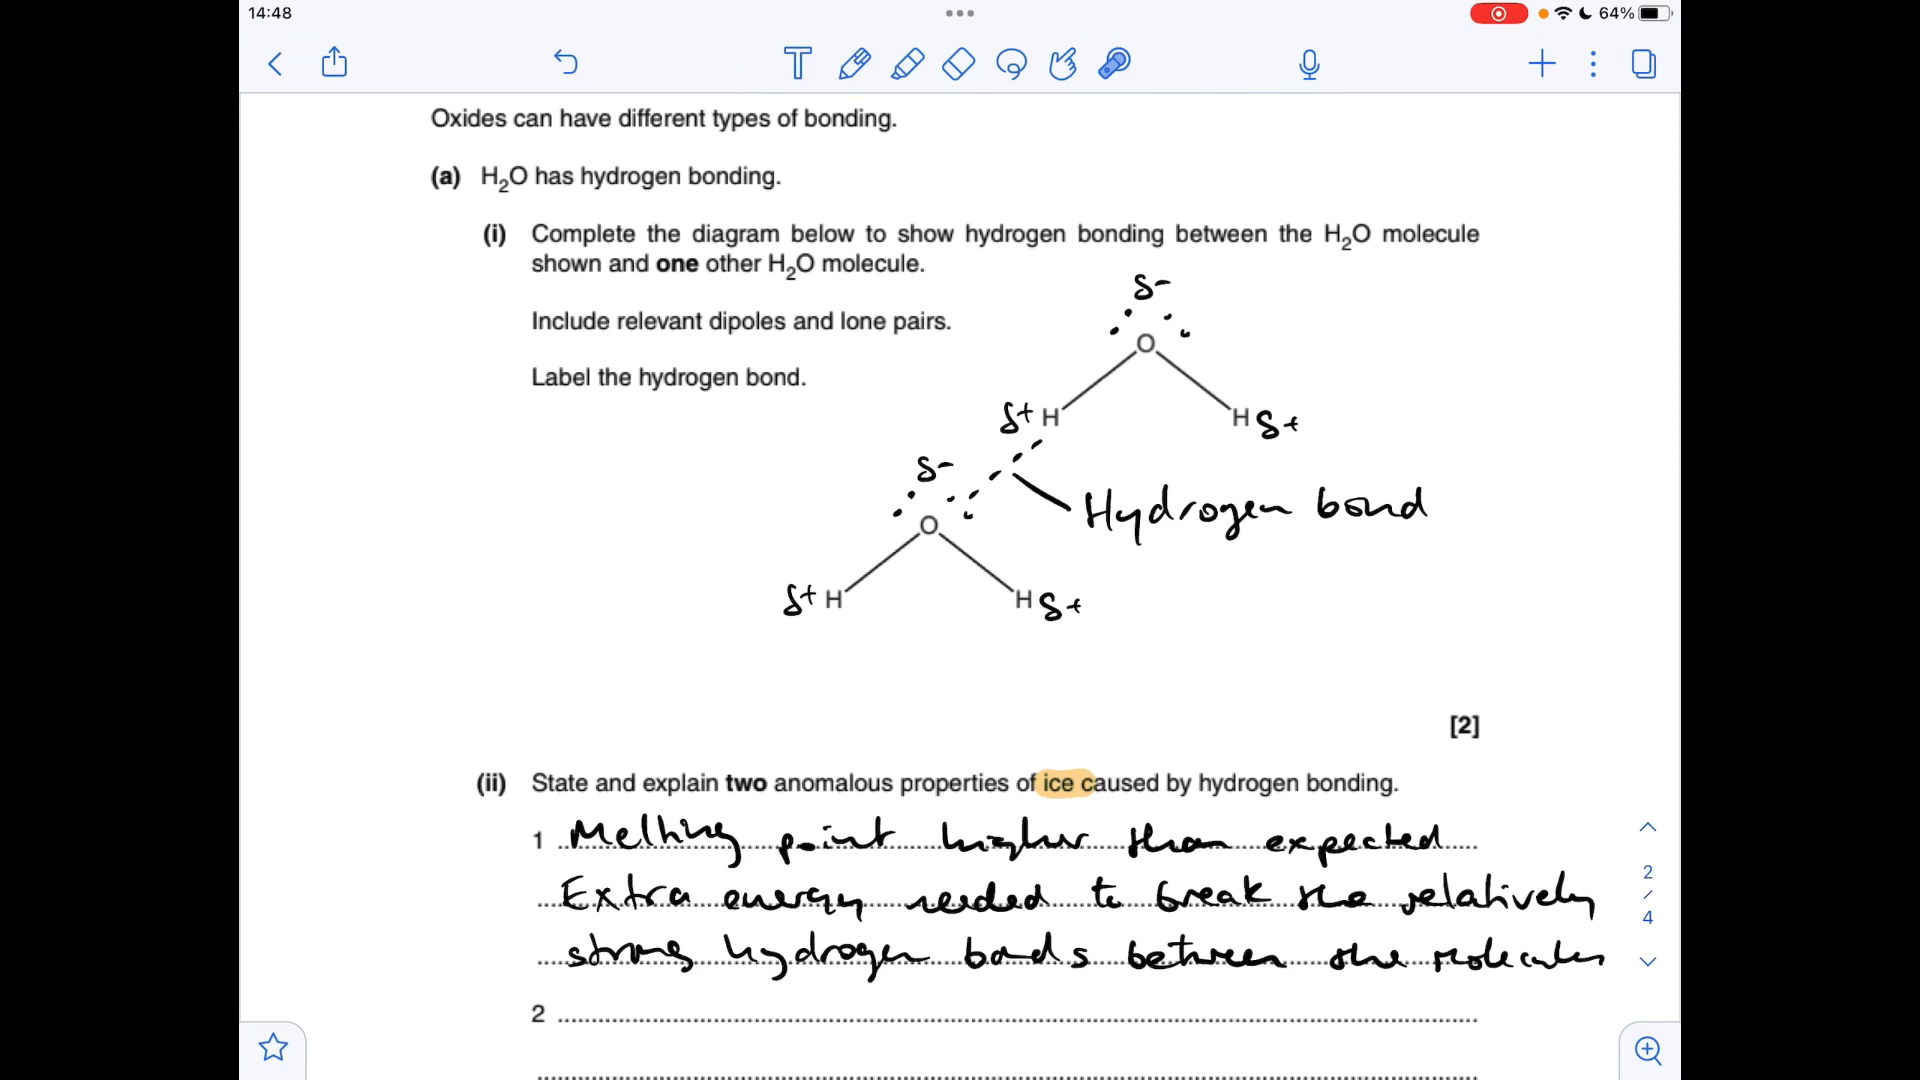 14:48
64%
Oxides can have different types of bonding.
(a) H₂O has hydrogen bonding.
(i) Complete the diagram below to show hydrogen bonding between the H₂O molecule
shown and one other H₂O molecule.
δ-
Include relevant dipoles and lone pairs.
O
Label the hydrogen bond.
δ+ H
H δ+
δ-
Hydrogen bond
O
δ+ H
H δ+
[2]
(ii) State and explain two anomalous properties of ice caused by hydrogen bonding.
1 Melting point higher than expected
Extra energy needed to break the relatively
strong hydrogen bonds between the molecules
2
2
/
4